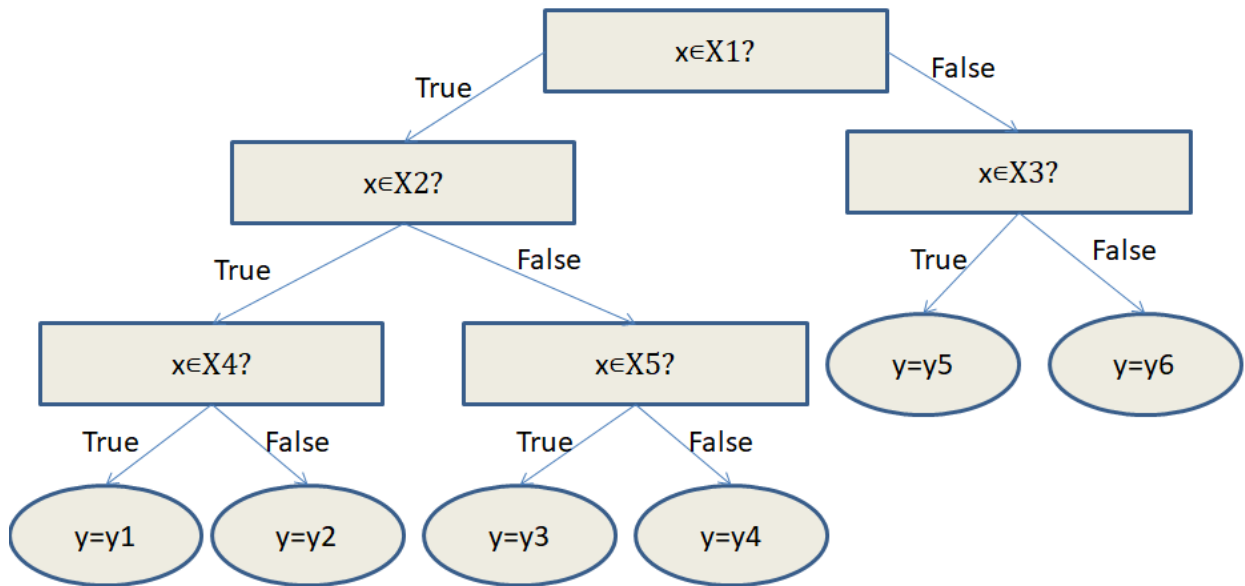 x∈X1?
True
False
x∈X2?
x∈X3?
True
False
True
False
x∈X4?
x∈X5?
y=y5
y=y6
True
False
True
False
y=y1
y=y2
y=y3
y=y4